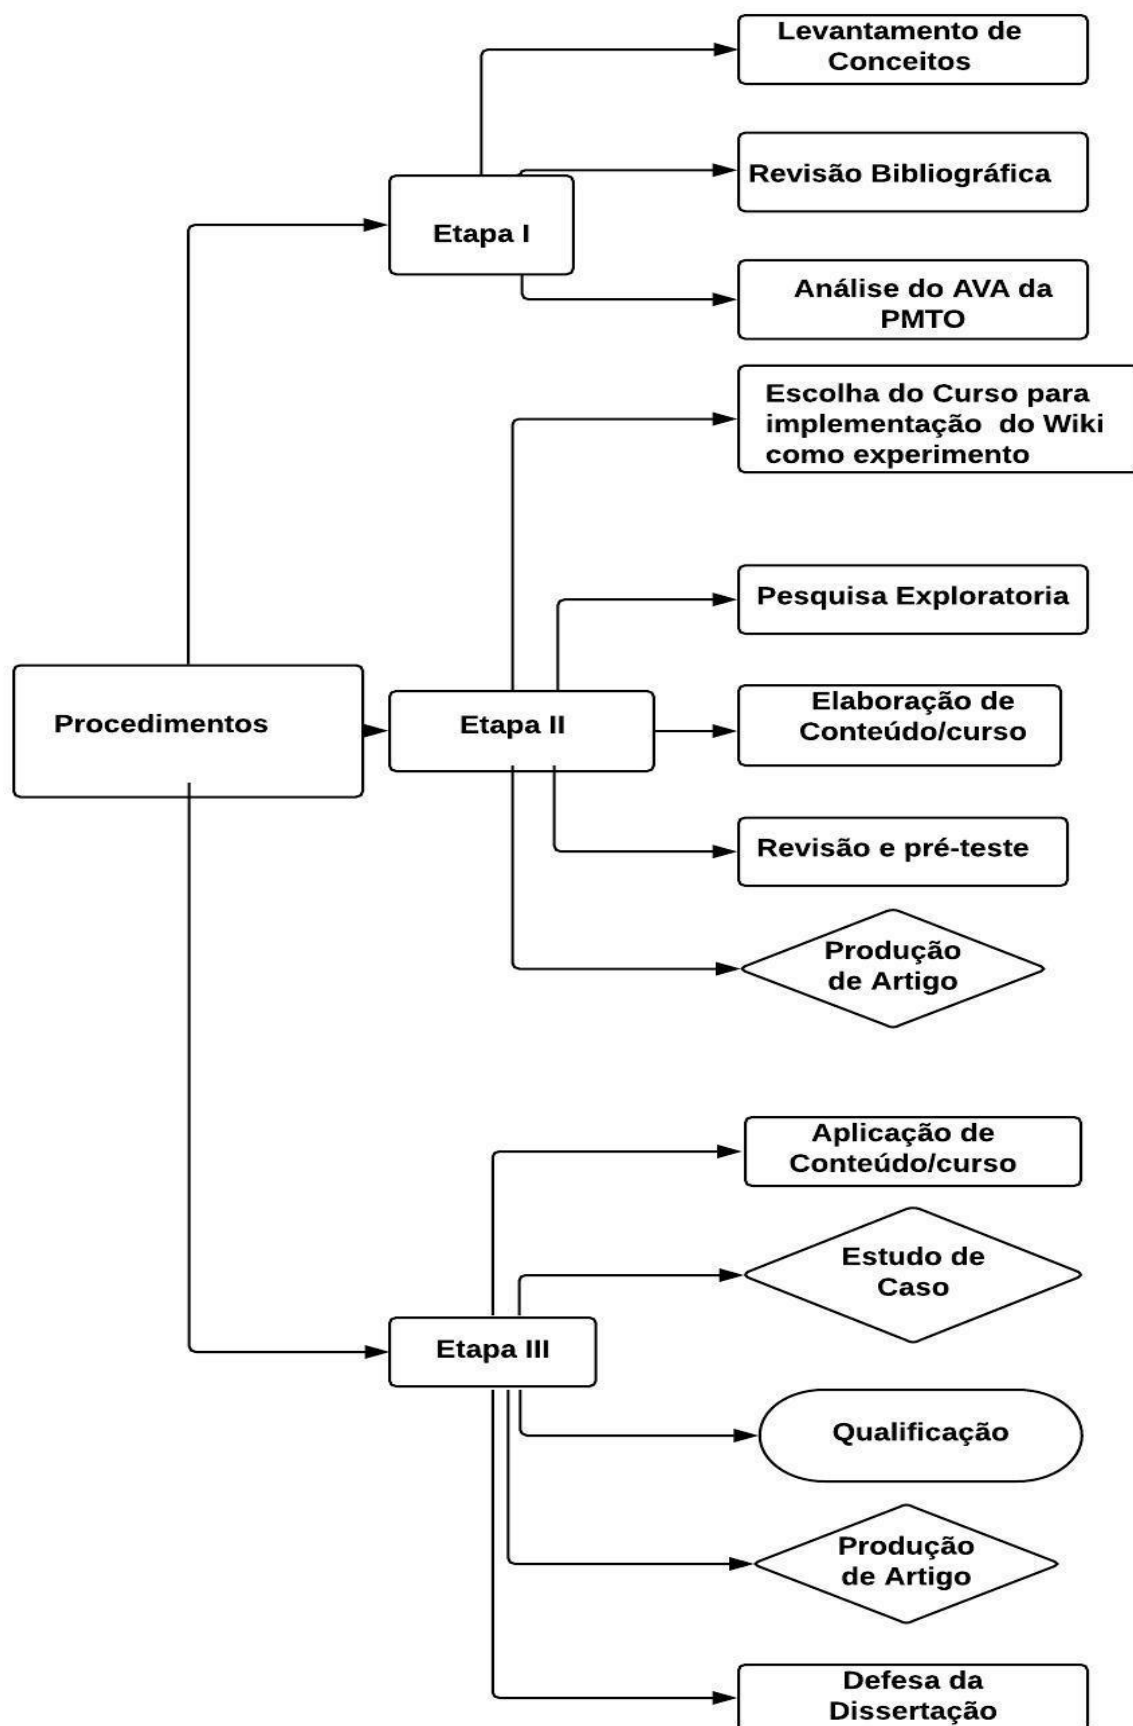 Levantamento de
Conceitos
Revisão Bibliográfica
Etapa I
Análise do AVA da
PMTO
Escolha do Curso para
implementação do Wiki
como experimento
Pesquisa Exploratoria
Procedimentos
Etapa II
Elaboração de
Conteúdo/curso
Revisão e pré-teste
Produção
de Artigo
Aplicação de
Conteúdo/curso
Estudo de
Caso
Etapa III
Qualificação
Produção
de Artigo
Defesa da
Dissertação